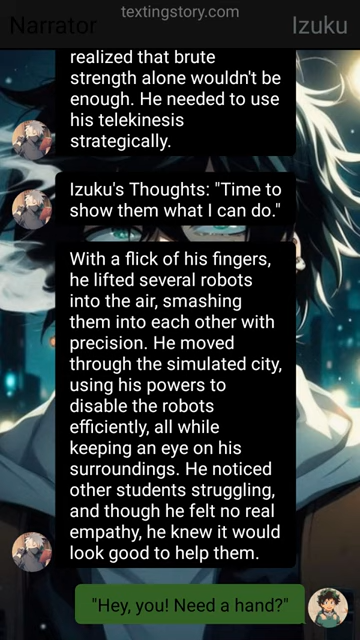 textingstory.com
Narrator
Izuku
realized that brute
strength alone wouldn't be
enough. He needed to use
his telekinesis
strategically.
Izuku's Thoughts: "Time to
show them what I can do."
With a flick of his fingers,
he lifted several robots
into the air, smashing
them into each other with
precision. He moved
through the simulated city,
using his powers to
disable the robots
efficiently, all while
keeping an eye on his
surroundings. He noticed
other students struggling,
and though he felt no real
empathy, he knew it would
look good to help them.
"Hey, you! Need a hand?"